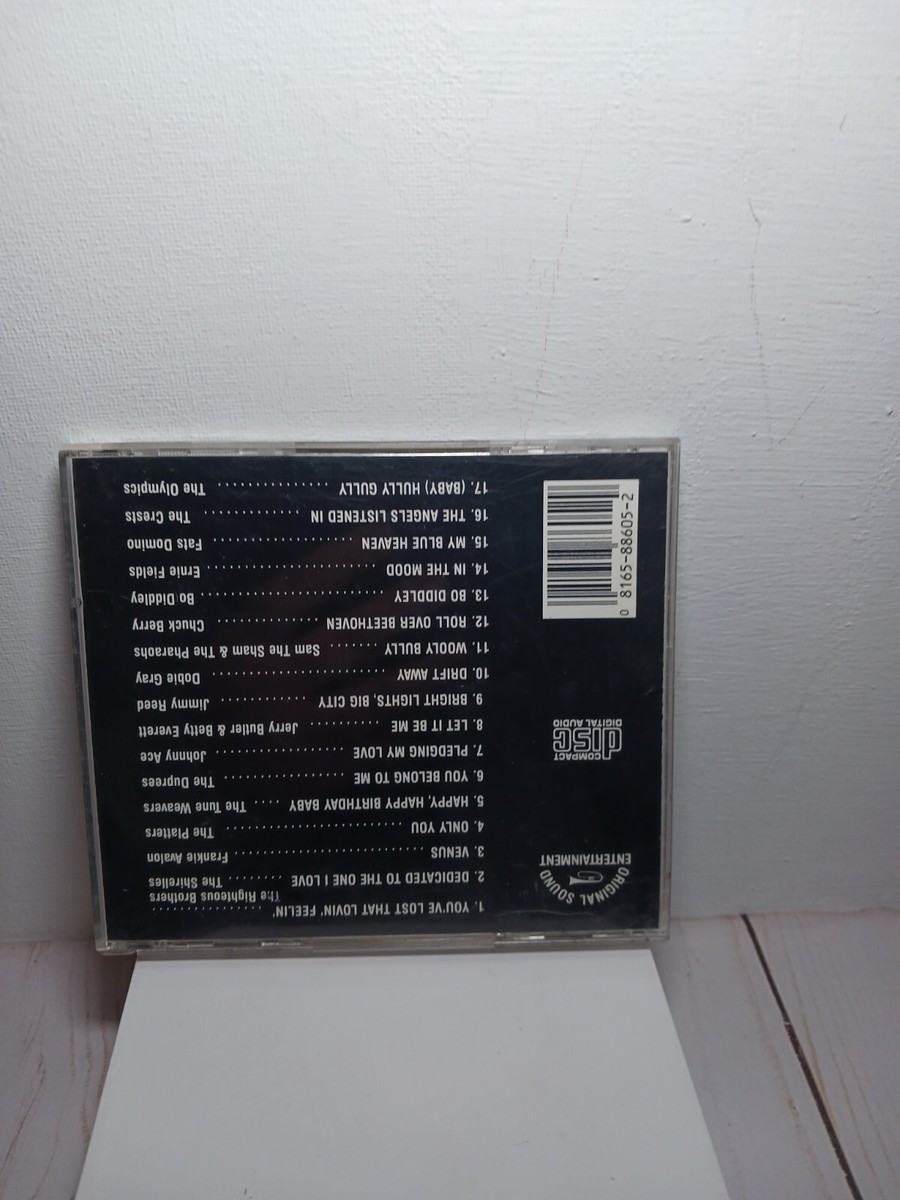 1. YOU'VE LOST THAT LOVIN' FEELIN' ................
The Righteous Brothers
2. DEDICATED TO THE ONE I LOVE ........ The Shirelles
3. VENUS ........................... Frankie Avalon
4. ONLY YOU ......................... The Platters
5. HAPPY, HAPPY BIRTHDAY BABY .... The Tune Weavers
6. YOU BELONG TO ME ................. The Duprees
7. PLEDGING MY LOVE .................. Johnny Ace
8. LET IT BE ME .......... Jerry Butler & Betty Everett
9. BRIGHT LIGHTS, BIG CITY ............ Jimmy Reed
10. DRIFT AWAY ........................ Dobie Gray
11. WOOLY BULLY ....... Sam The Sham & The Pharaohs
12. ROLL OVER BEETHOVEN .............. Chuck Berry
13. BO DIDDLEY ........................ Bo Diddley
14. IN THE MOOD ....................... Ernie Fields
15. MY BLUE HEAVEN ................... Fats Domino
16. THE ANGELS LISTENED IN ............. The Crests
17. (BABY) HULLY GULLY ................ The Olympics
ORIGINAL SOUND
ENTERTAINMENT
COMPACT
disc
DIGITAL AUDIO
0 8165-88605-2